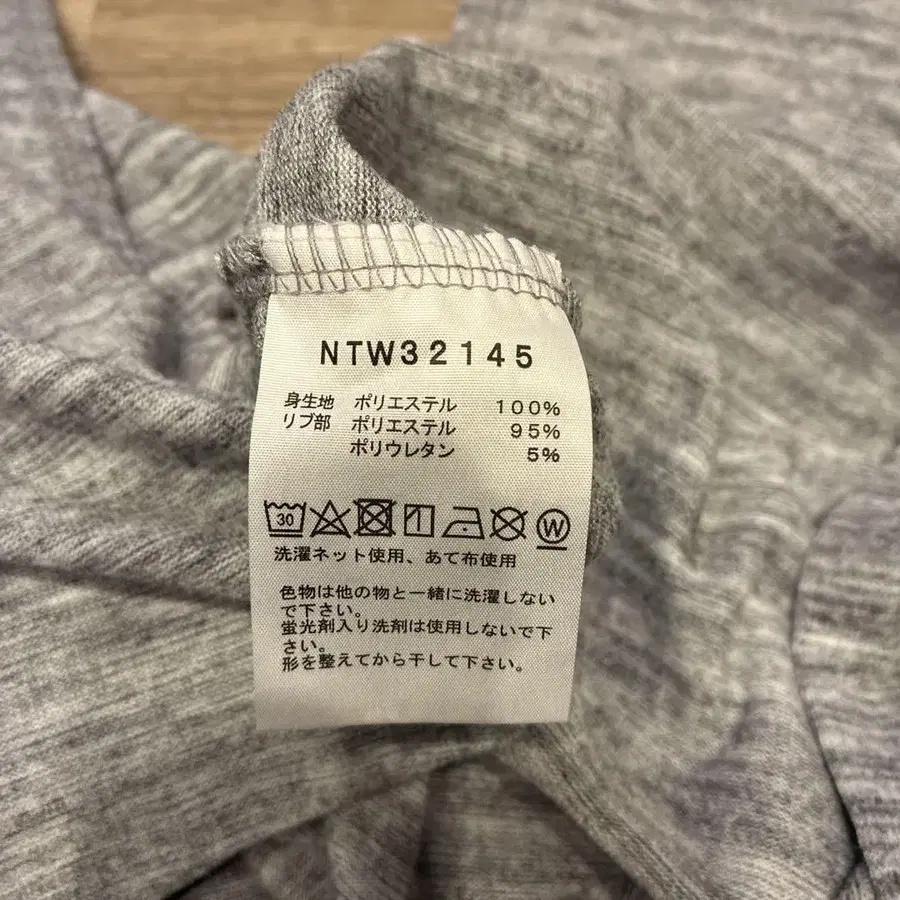 NTW32145
身生地 ポリエステル 100%
リブ部 ポリエステル 95%
ポリウレタン 5%
30 W
洗濯ネット使用、あて布使用
色物は他の物と一緒に洗濯しない
で下さい。
蛍光剤入り洗剤は使用しないで下
さい。
形を整えてから干して下さい。